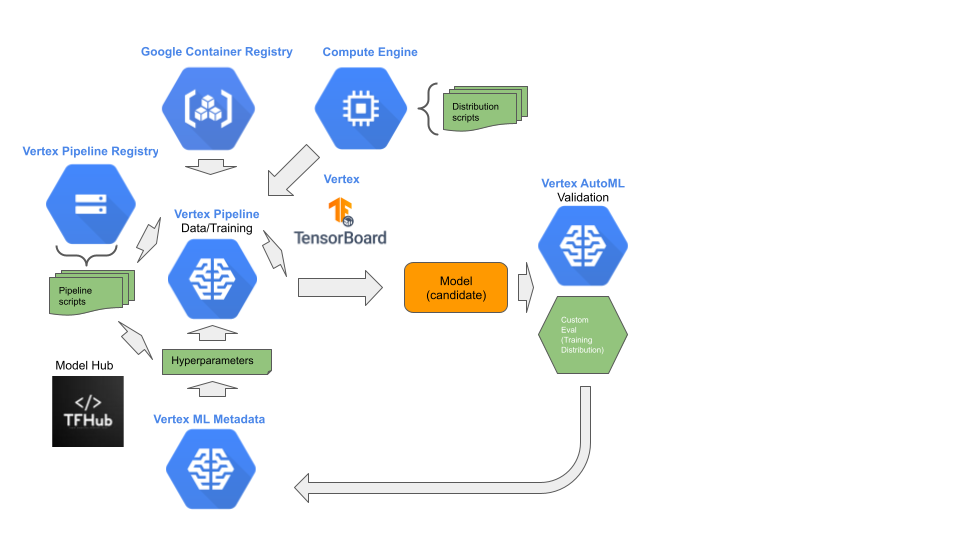 Google Container Registry
Compute Engine
Distribution
scripts
Vertex Pipeline Registry
Vertex
Vertex AutoML
Validation
Vertex Pipeline
Data/Training
TensorBoard
Pipeline
scripts
Model
(candidate)
Custom
Eval
(Training
Distribution)
Hyperparameters
Model Hub
</>
TFHub
Vertex ML Metadata